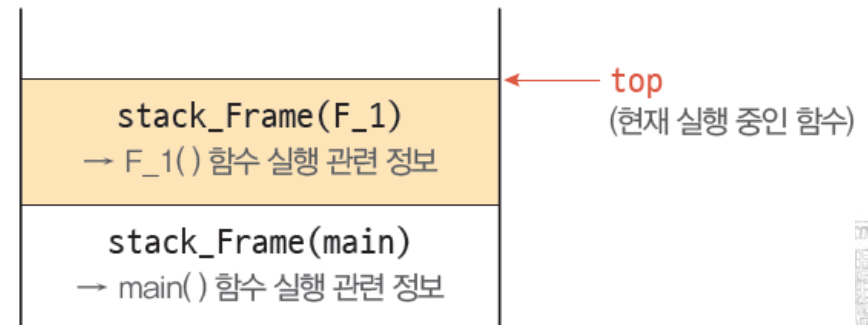 stack_Frame(F_1)
→ F_1( ) 함수 실행 관련 정보
top
(현재 실행 중인 함수)
stack_Frame(main)
→ main( ) 함수 실행 관련 정보